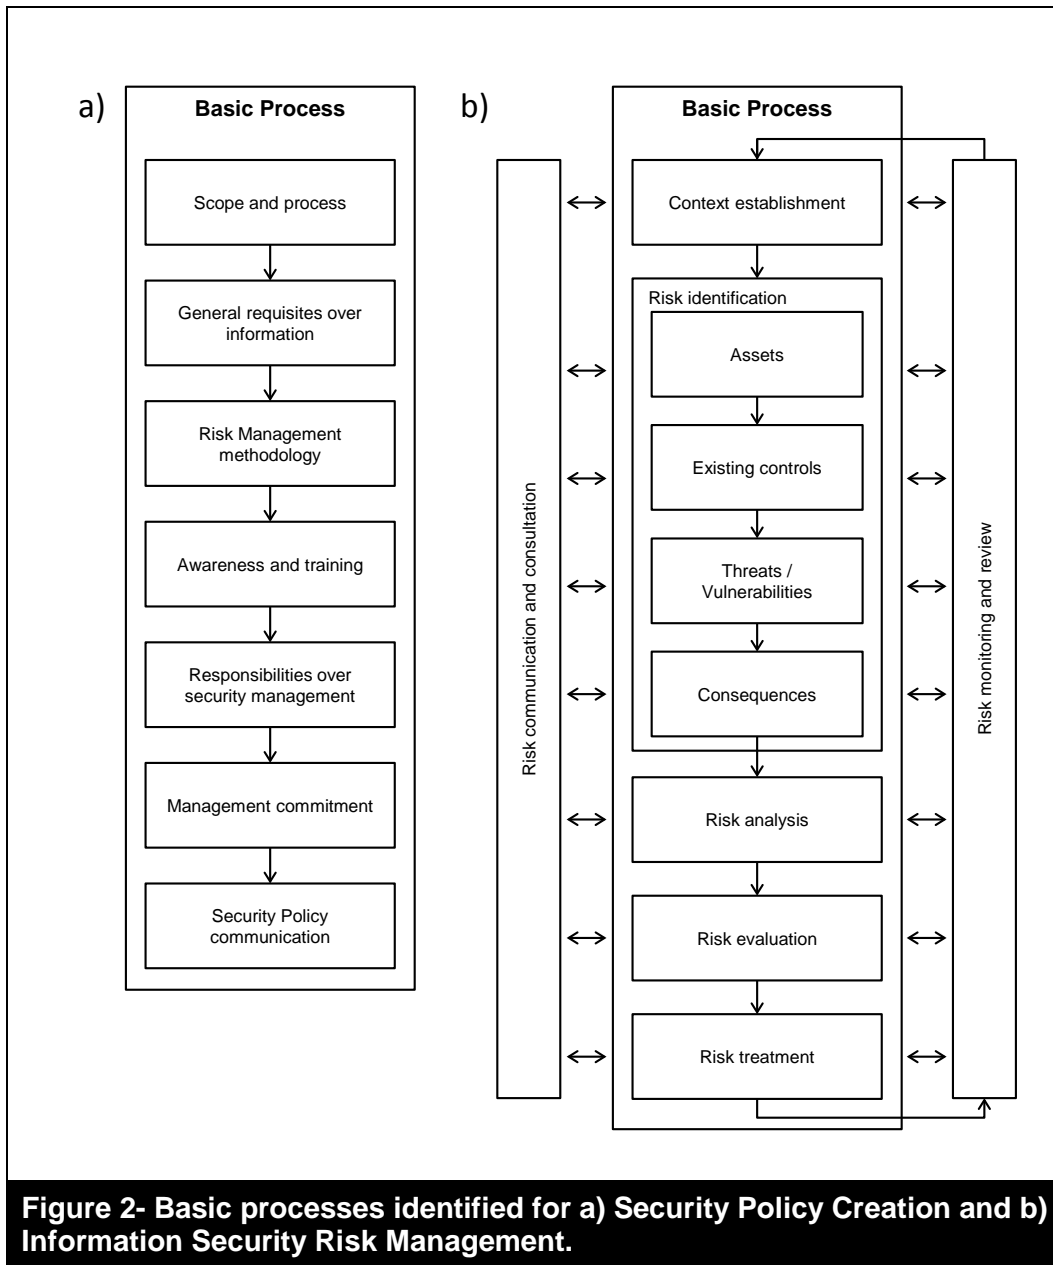 a)
Basic Process
Scope and process
General requisites over
information
Risk Management
methodology
Awareness and training
Responsibilities over
security management
Management commitment
Security Policy
communication
b)
Basic Process
Risk communication and consultation
Context establishment
Risk identification
Assets
Existing controls
Threats /
Vulnerabilities
Consequences
Risk analysis
Risk evaluation
Risk treatment
Risk monitoring and review
Figure 2- Basic processes identified for a) Security Policy Creation and b)
Information Security Risk Management.